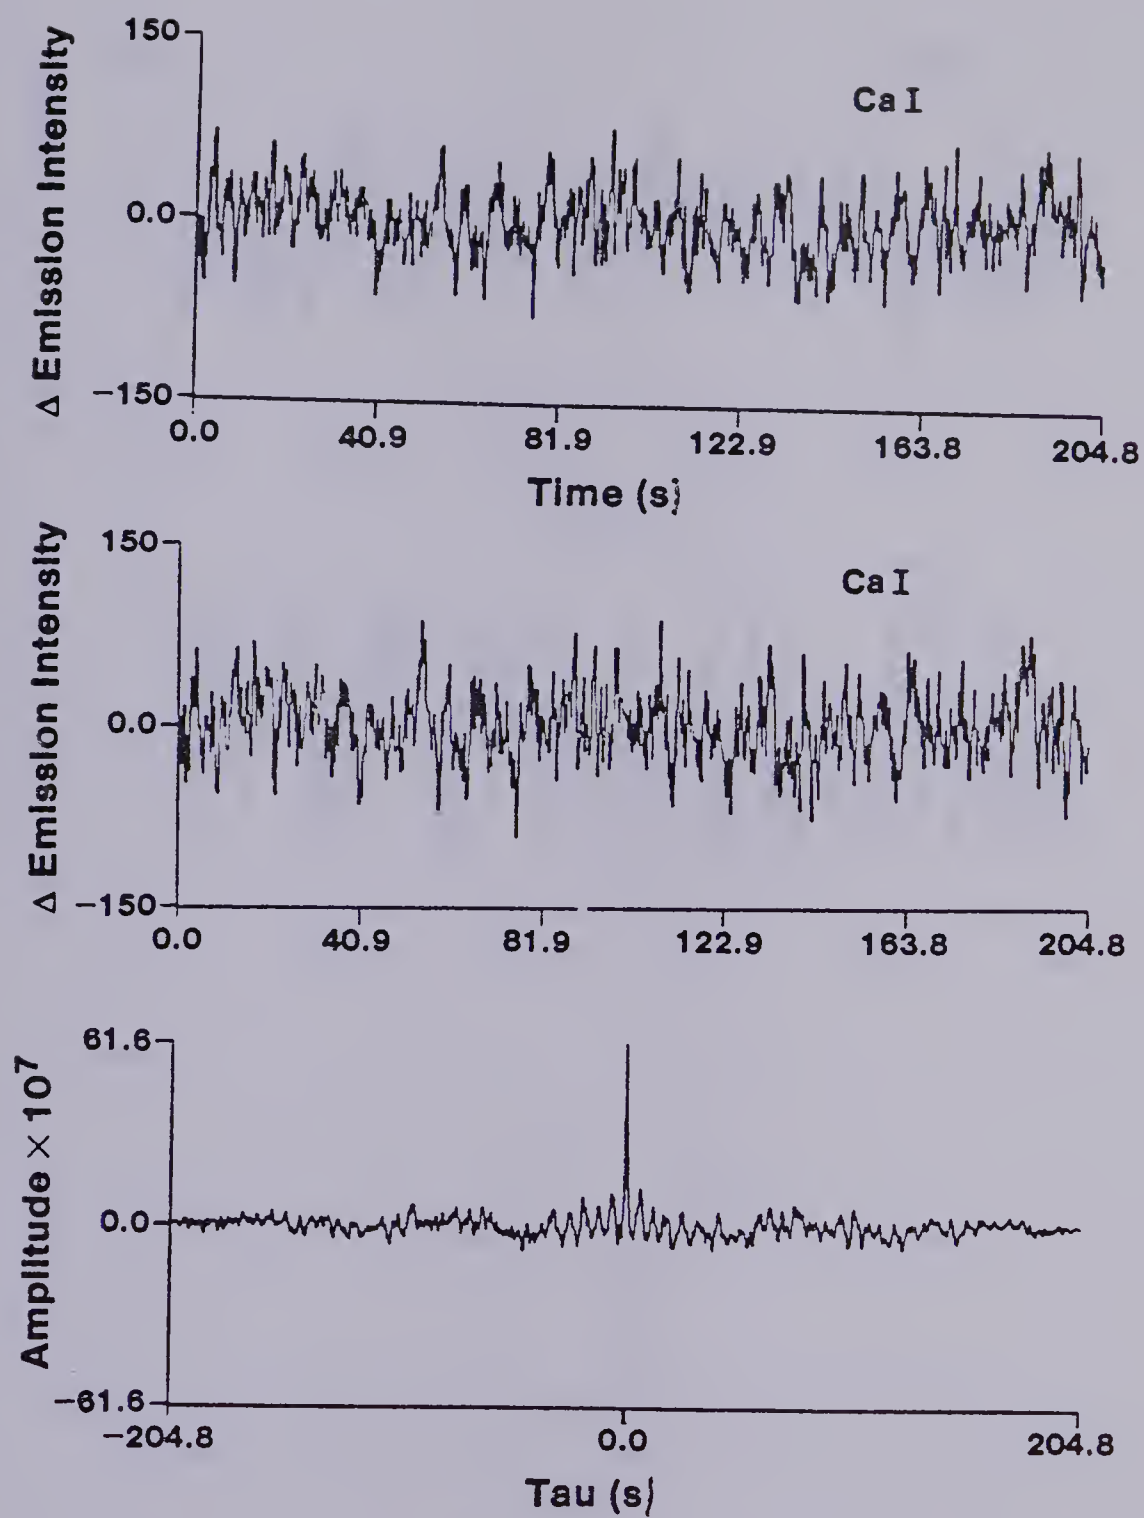 150
Ca I
Δ Emission Intensity
0.0
−150
0.0 40.9 81.9 122.9 163.8 204.8
Time (s)
150
Ca I
Δ Emission Intensity
0.0
−150
0.0 40.9 81.9 122.9 163.8 204.8
61.6
Amplitude × 10⁷
0.0
−61.6
−204.8 0.0 204.8
Tau (s)